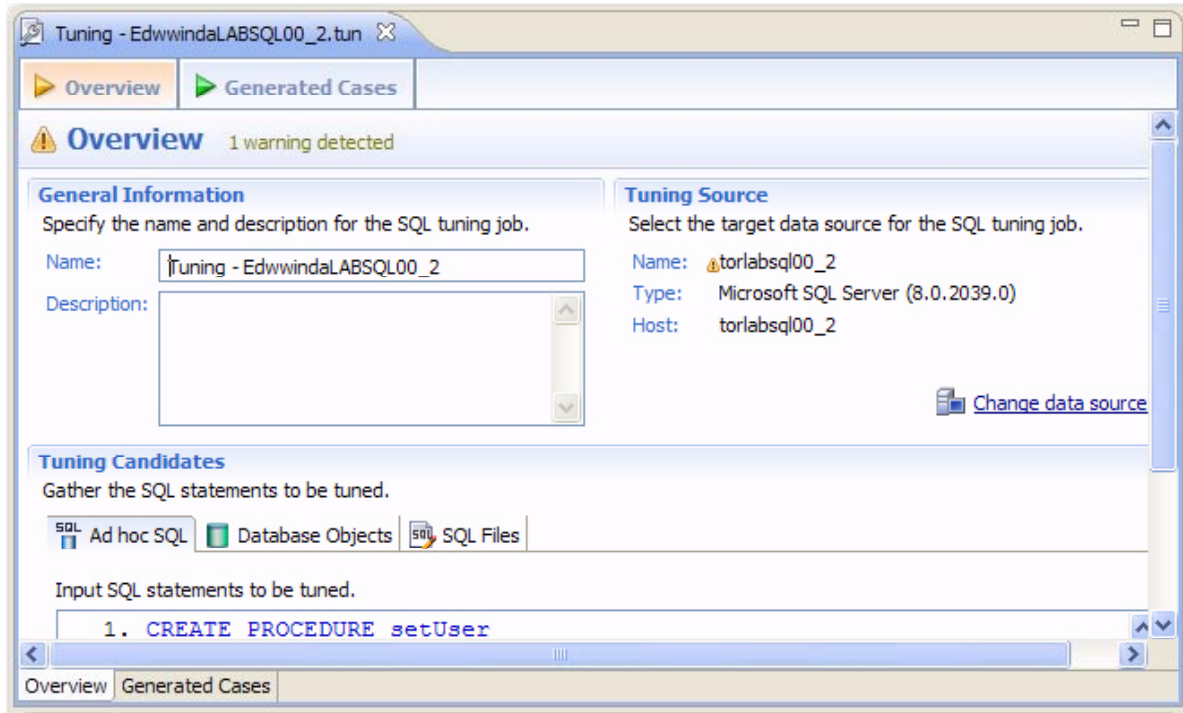 Tuning - EdwwindaLABSQL00_2.tun
Overview Generated Cases
Overview 1 warning detected
General Information
Specify the name and description for the SQL tuning job.
Name: Tuning - EdwwindaLABSQL00_2
Description:
Tuning Source
Select the target data source for the SQL tuning job.
Name: torlabsql00_2
Type: Microsoft SQL Server (8.0.2039.0)
Host: torlabsql00_2
Change data source
Tuning Candidates
Gather the SQL statements to be tuned.
SQL Ad hoc SQL Database Objects SQL SQL Files
Input SQL statements to be tuned.
1. CREATE PROCEDURE setUser
Overview Generated Cases